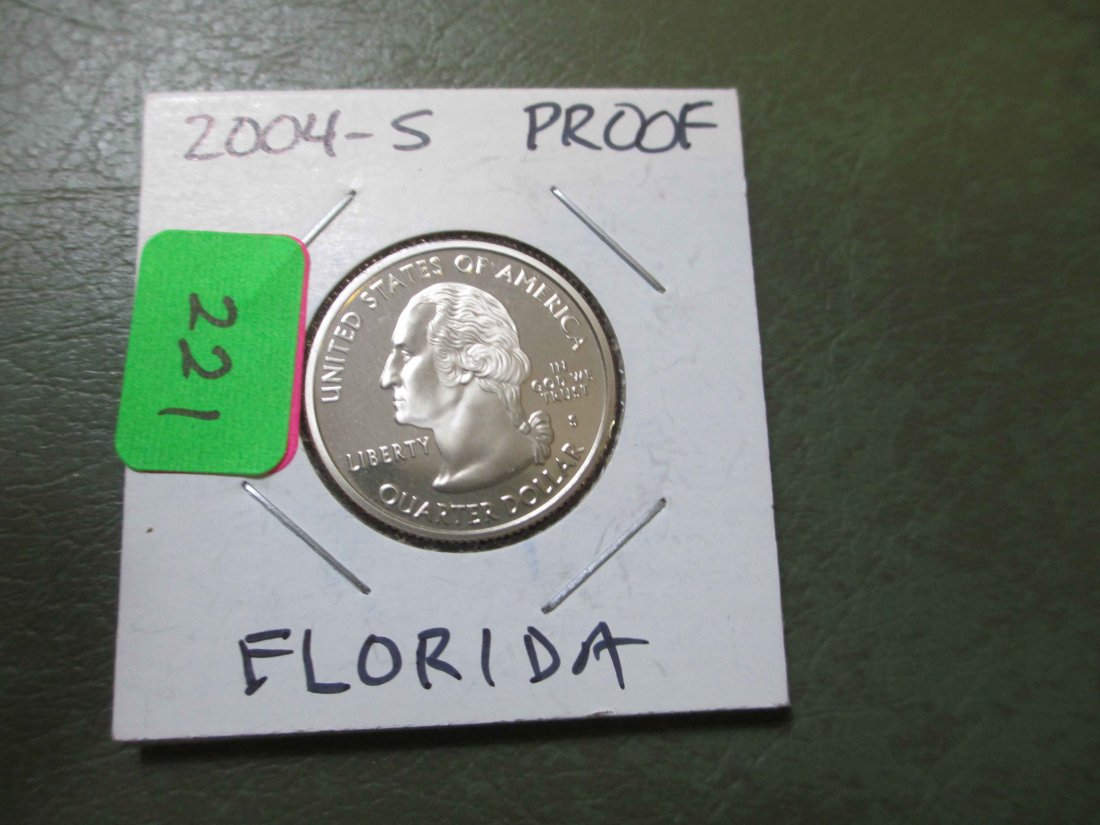 2004-S PROOF
221
UNITED STATES OF AMERICA
IN
GOD WE
TRUST
S
LIBERTY
QUARTER DOLLAR
FLORIDA